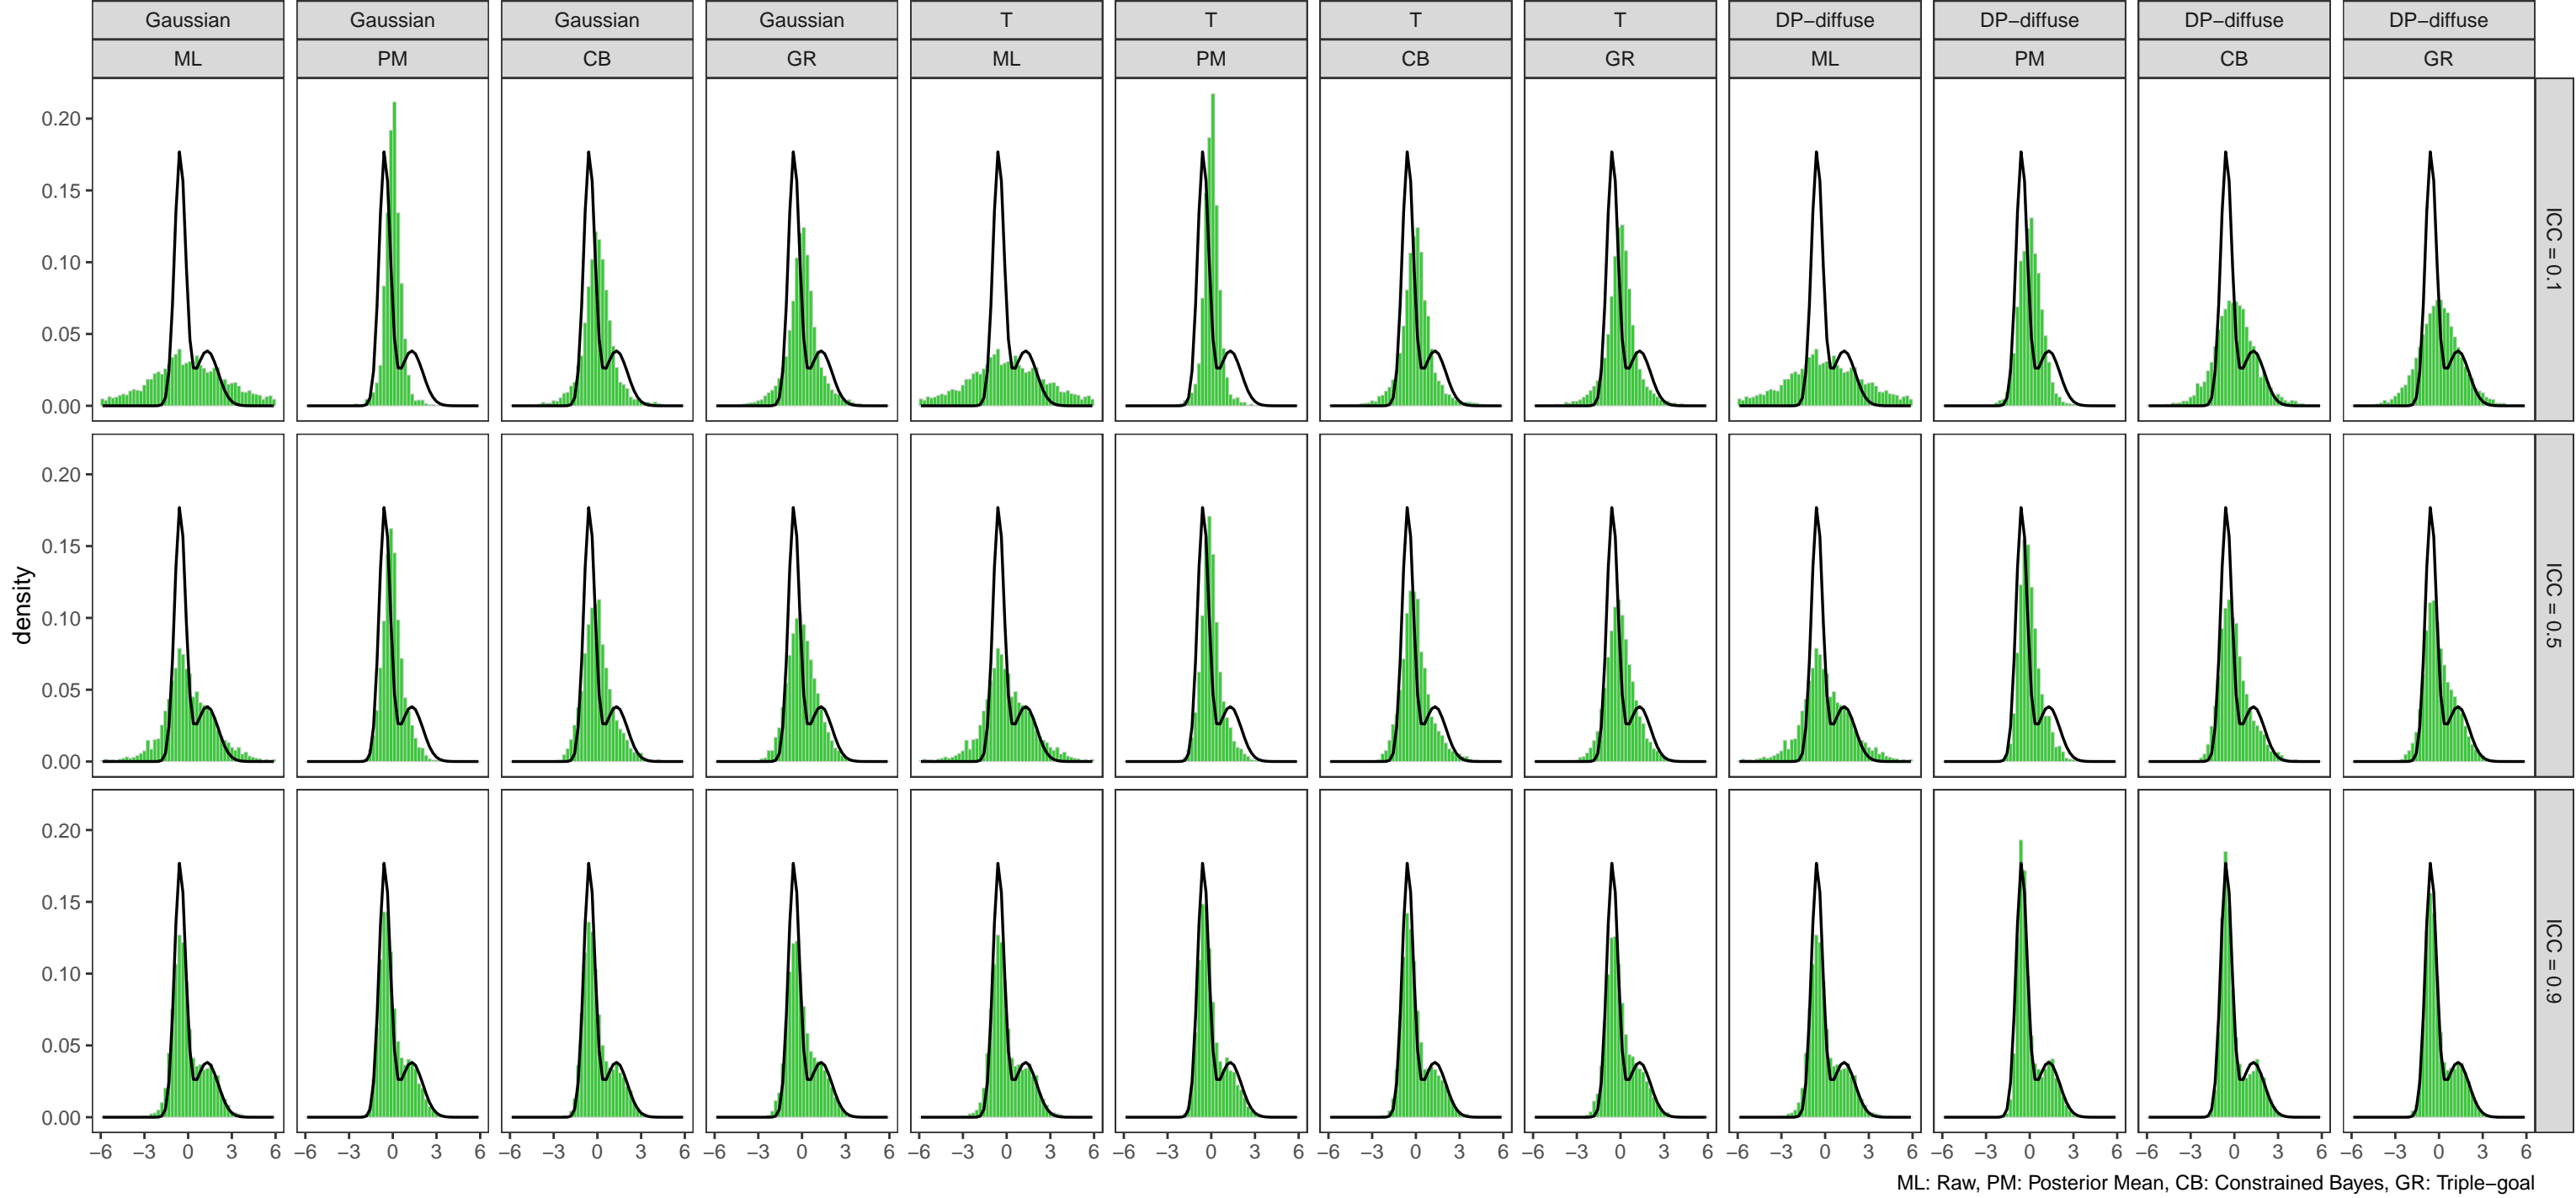 Gaussian Gaussian Gaussian Gaussian T T T T DP−diffuse DP−diffuse DP−diffuse DP−diffuse
ML PM CB GR ML PM CB GR ML PM CB GR
0.20
0.15
0.10
0.05
0.00
ICC = 0.1
density
0.20
0.15
0.10
0.05
0.00
ICC = 0.5
0.20
0.15
0.10
0.05
0.00
ICC = 0.9
−6 −3 0 3 6 −6 −3 0 3 6 −6 −3 0 3 6 −6 −3 0 3 6 −6 −3 0 3 6 −6 −3 0 3 6 −6 −3 0 3 6 −6 −3 0 3 6 −6 −3 0 3 6 −6 −3 0 3 6 −6 −3 0 3 6 −6 −3 0 3 6
ML: Raw, PM: Posterior Mean, CB: Constrained Bayes, GR: Triple−goal